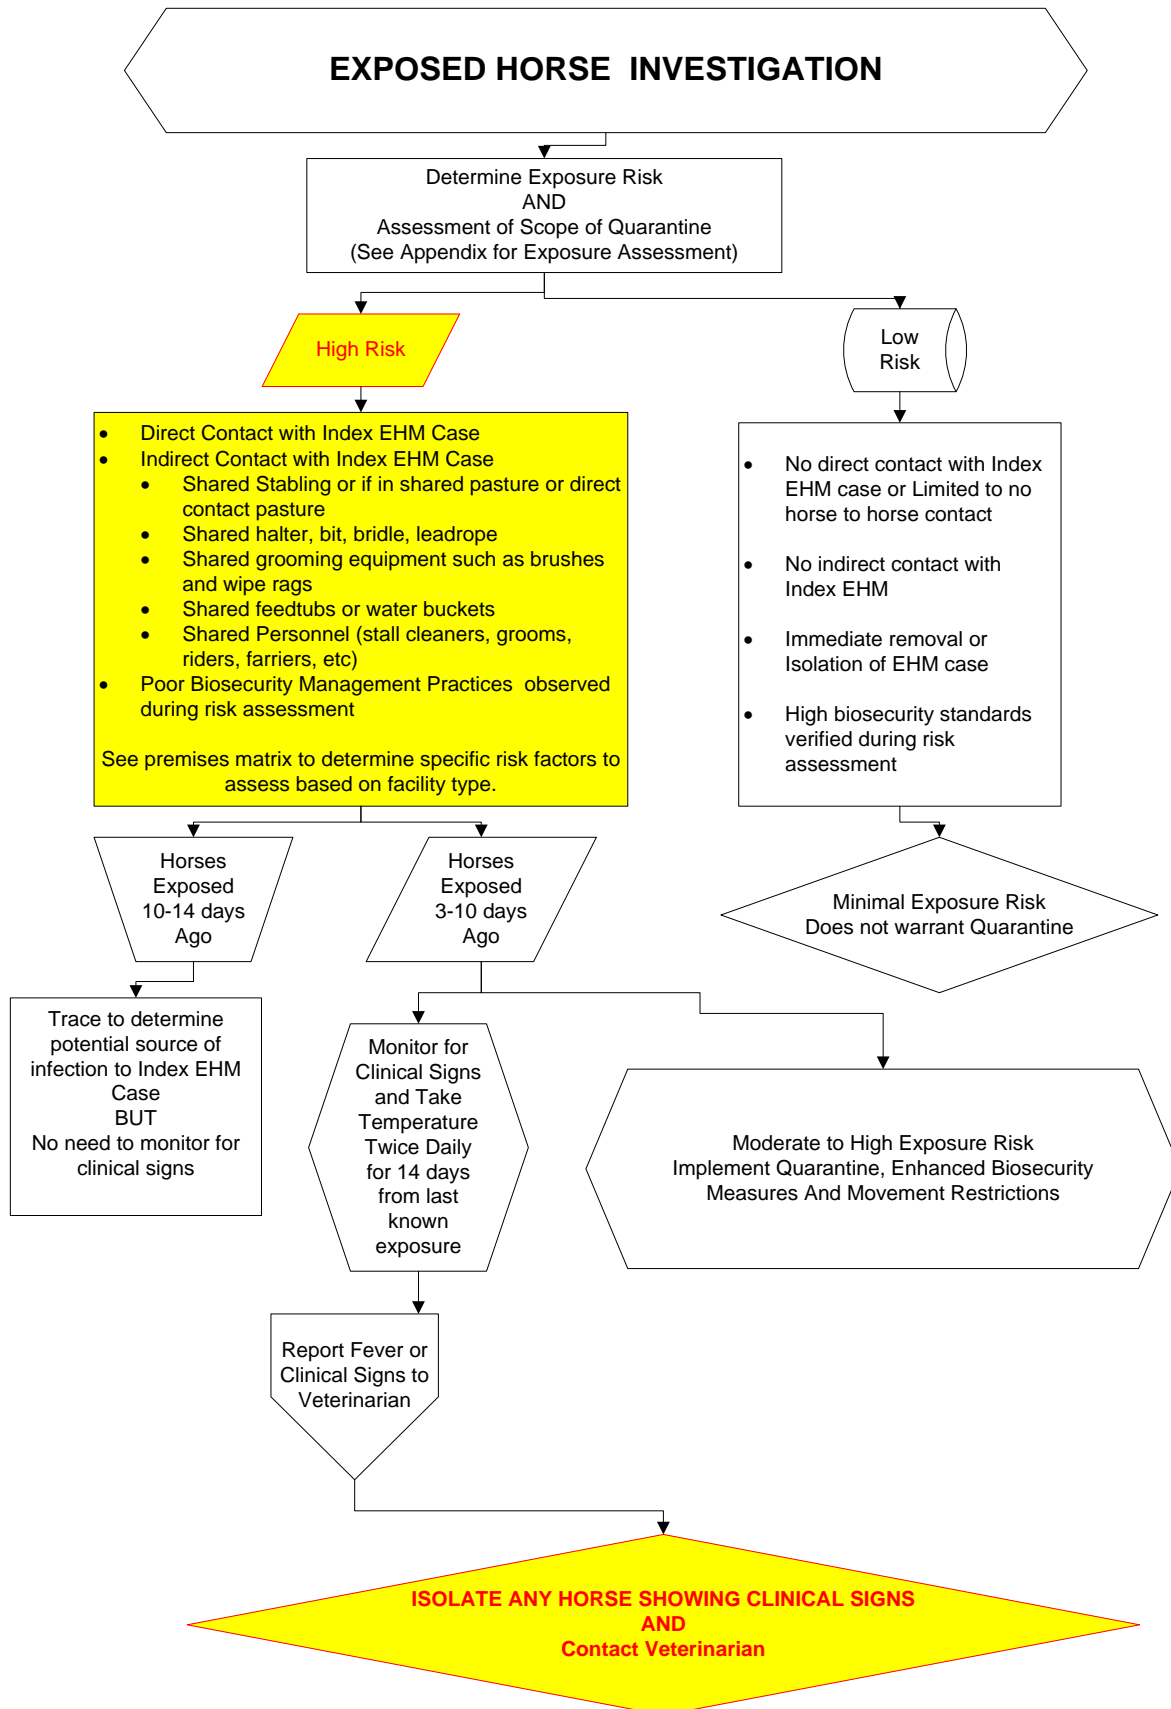 EXPOSED HORSE  INVESTIGATION
Determine Exposure Risk
AND
Assessment of Scope of Quarantine
(See Appendix for Exposure Assessment)
High Risk
Low
Risk
• Direct Contact with Index EHM Case
• Indirect Contact with Index EHM Case
• Shared Stabling or if in shared pasture or direct
contact pasture
• Shared halter, bit, bridle, leadrope
• Shared grooming equipment such as brushes
and wipe rags
• Shared feedtubs or water buckets
• Shared Personnel (stall cleaners, grooms,
riders, farriers, etc)
• Poor Biosecurity Management Practices  observed
during risk assessment
See premises matrix to determine specific risk factors to
assess based on facility type.
• No direct contact with Index
EHM case or Limited to no
horse to horse contact
• No indirect contact with
Index EHM
• Immediate removal or
Isolation of EHM case
• High biosecurity standards
verified during risk
assessment
Horses
Exposed
10-14 days
Ago
Horses
Exposed
3-10 days
Ago
Minimal Exposure Risk
Does not warrant Quarantine
Trace to determine
potential source of
infection to Index EHM
Case
BUT
No need to monitor for
clinical signs
Monitor for
Clinical Signs
and Take
Temperature
Twice Daily
for 14 days
from last
known
exposure
Moderate to High Exposure Risk
Implement Quarantine, Enhanced Biosecurity
Measures And Movement Restrictions
Report Fever or
Clinical Signs to
Veterinarian
ISOLATE ANY HORSE SHOWING CLINICAL SIGNS
AND
Contact Veterinarian